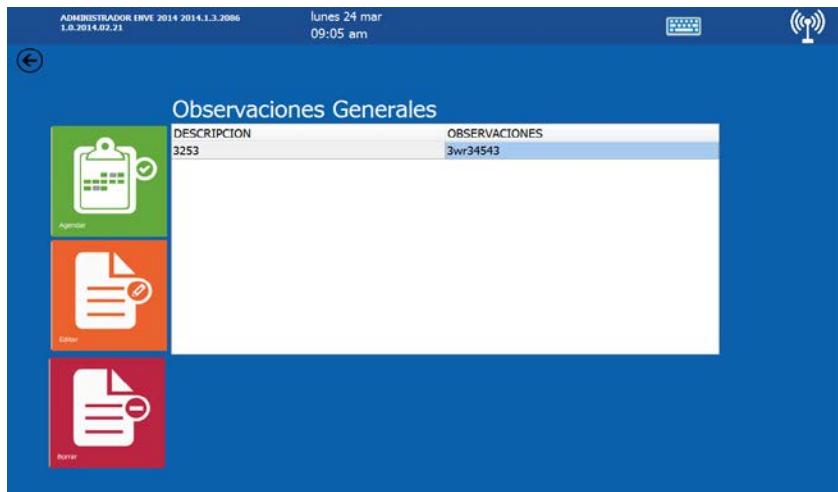 ADMINISTRADOR ENVE 2014 2014.1.3.2086
1.0.2014.02.21
lunes 24 mar
09:05 am
Observaciones Generales
DESCRIPCION OBSERVACIONES
3253 3wr34543
Agendar
Editar
Borrar